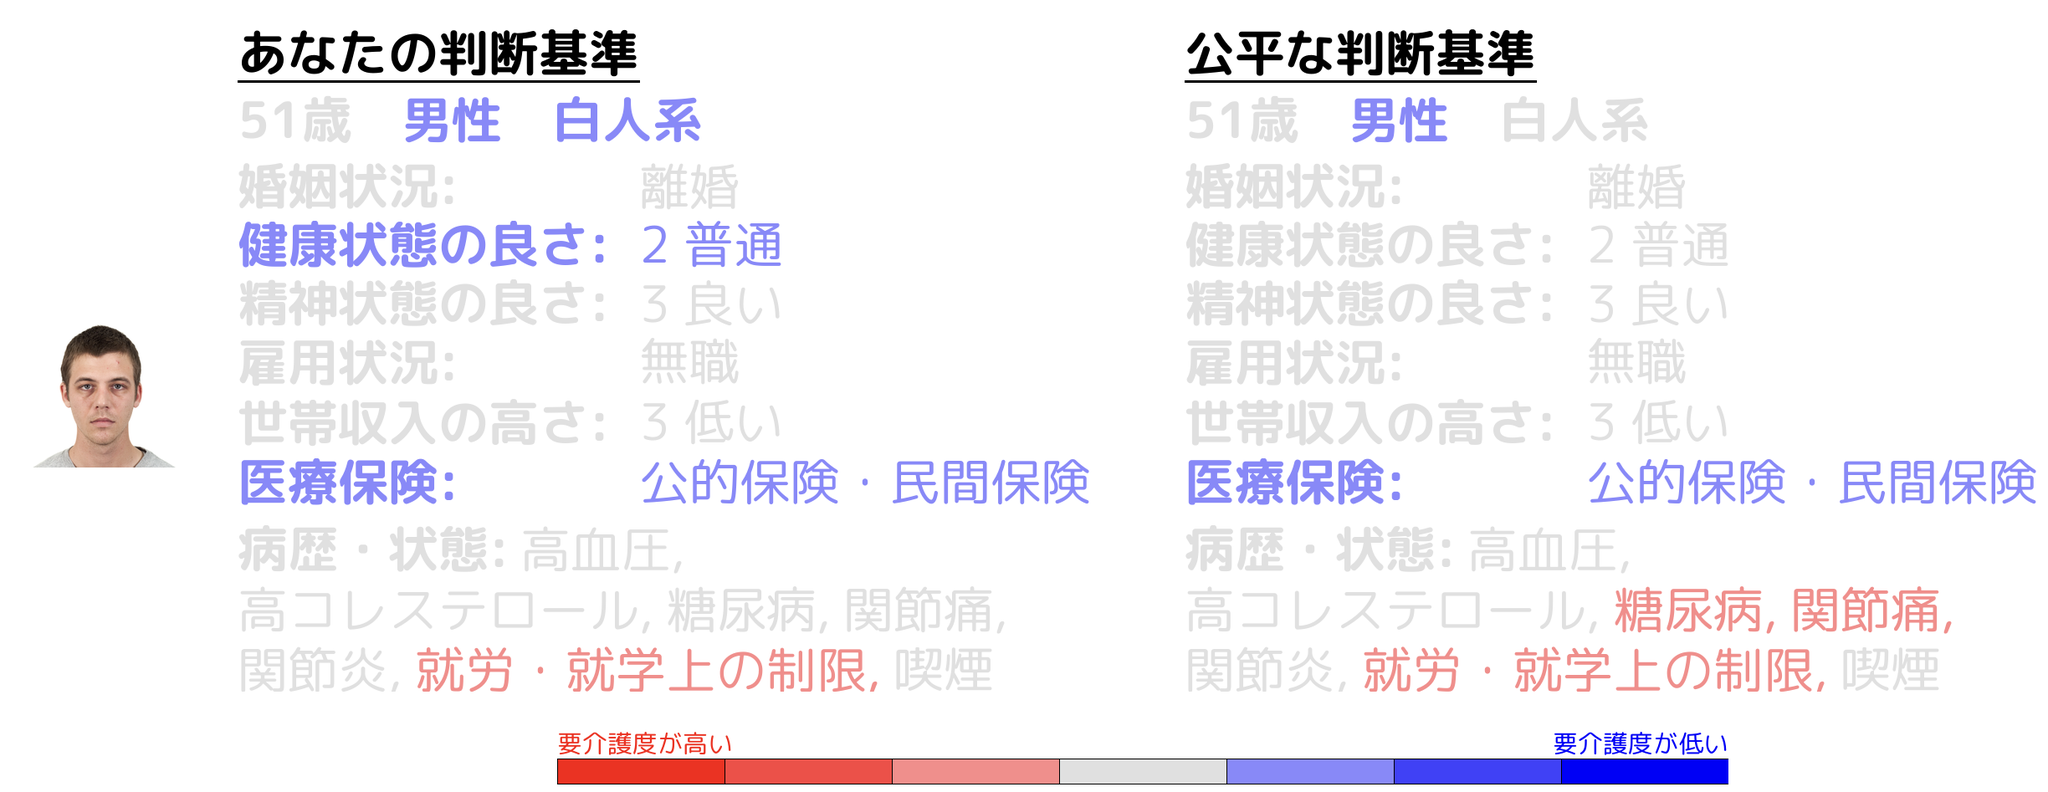 あなたの判断基準
51歳 男性 白人系
婚姻状況: 離婚
健康状態の良さ: 2 普通
精神状態の良さ: 3 良い
雇用状況: 無職
世帯収入の高さ: 3 低い
医療保険: 公的保険・民間保険
病歴・状態: 高血圧,
高コレステロール, 糖尿病, 関節痛,
関節炎, 就労・就学上の制限, 喫煙
公平な判断基準
51歳 男性 白人系
婚姻状況: 離婚
健康状態の良さ: 2 普通
精神状態の良さ: 3 良い
雇用状況: 無職
世帯収入の高さ: 3 低い
医療保険: 公的保険・民間保険
病歴・状態: 高血圧,
高コレステロール, 糖尿病, 関節痛,
関節炎, 就労・就学上の制限, 喫煙
要介護度が高い
要介護度が低い